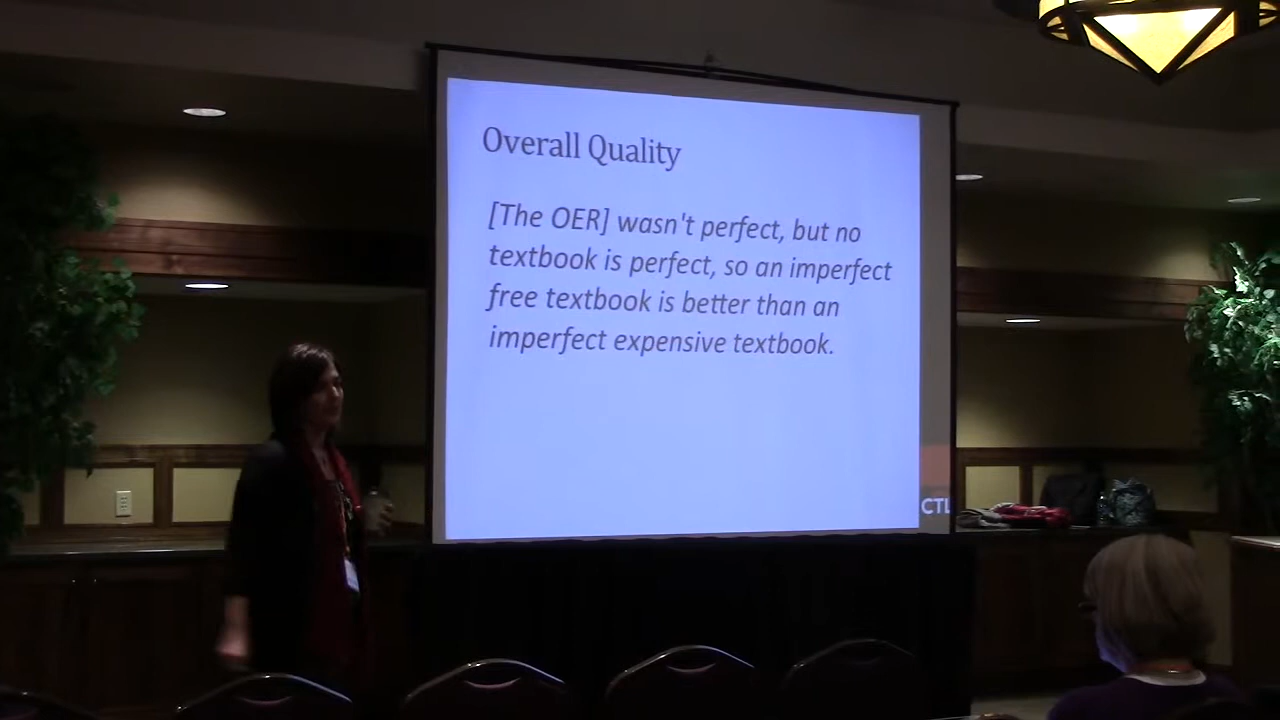 Overall Quality
[The OER] wasn't perfect, but no
textbook is perfect, so an imperfect
free textbook is better than an
imperfect expensive textbook.
CTL